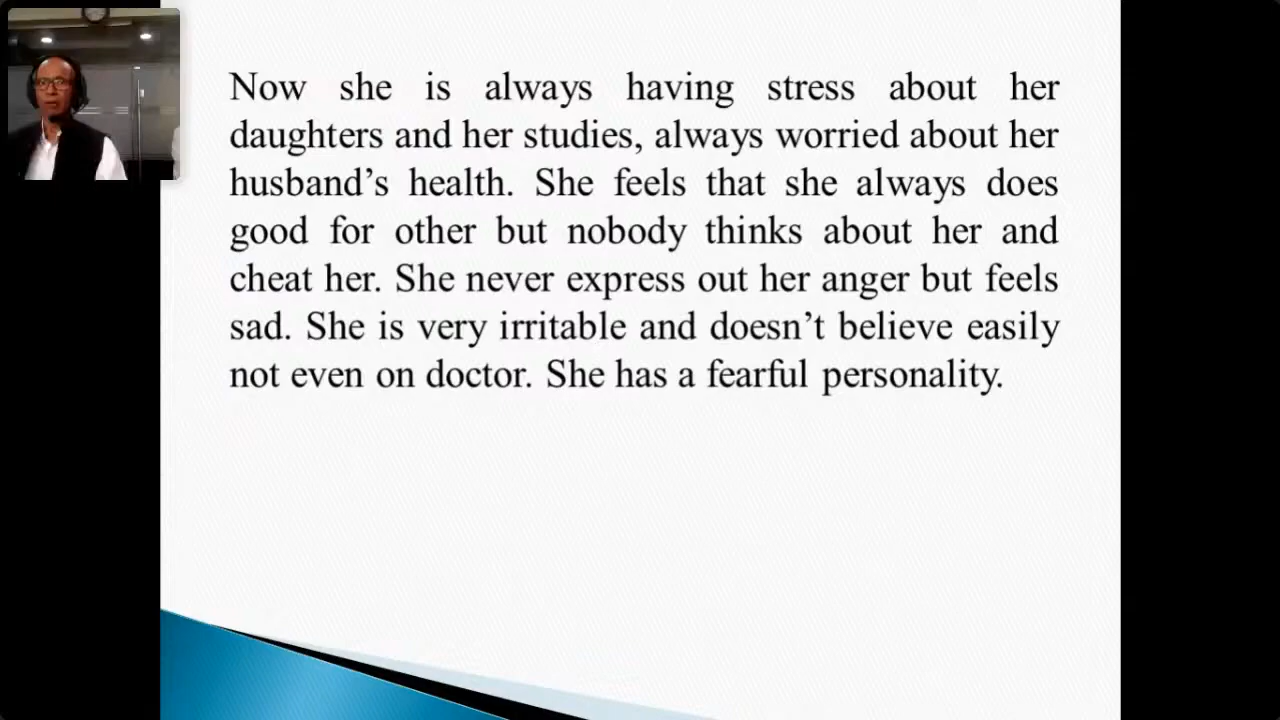 Now she is always having stress about her
daughters and her studies, always worried about her
husband’s health. She feels that she always does
good for other but nobody thinks about her and
cheat her. She never express out her anger but feels
sad. She is very irritable and doesn’t believe easily
not even on doctor. She has a fearful personality.